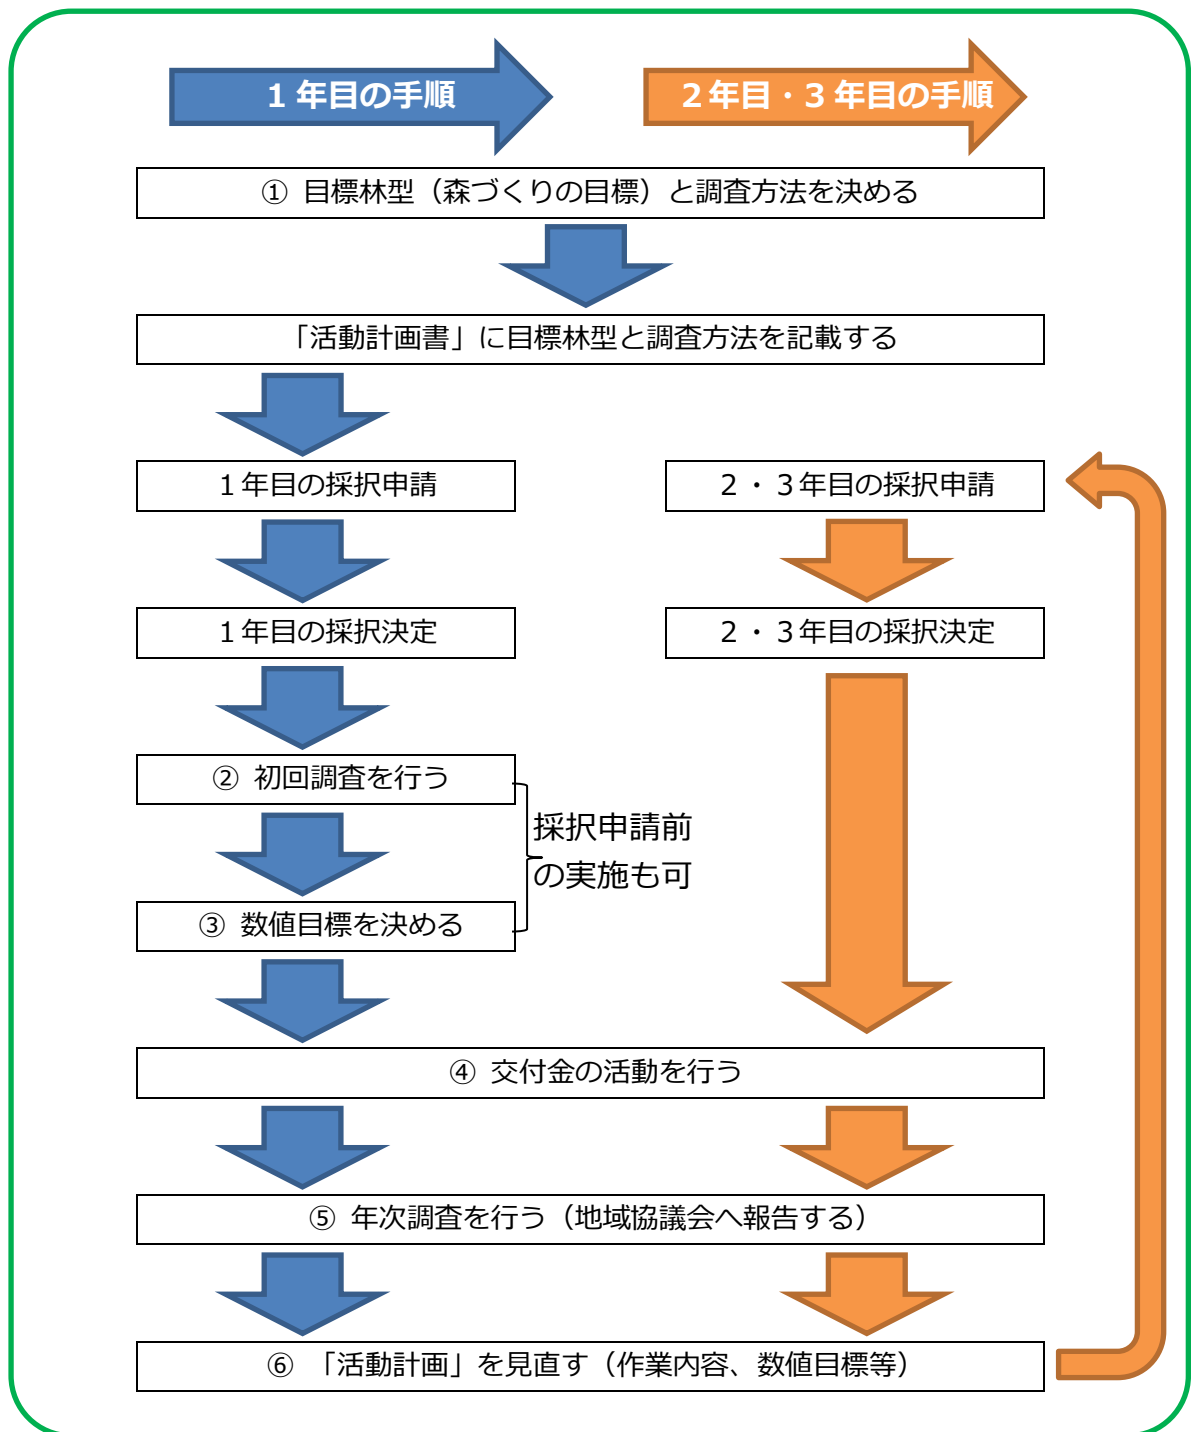 １年目の手順
２年目・３年目の手順
① 目標林型（森づくりの目標）と調査方法を決める
「活動計画書」に目標林型と調査方法を記載する
１年目の採択申請
２・３年目の採択申請
１年目の採択決定
２・３年目の採択決定
② 初回調査を行う
採択申請前
の実施も可
③ 数値目標を決める
④ 交付金の活動を行う
⑤ 年次調査を行う（地域協議会へ報告する）
⑥ 「活動計画」を見直す（作業内容、数値目標等）